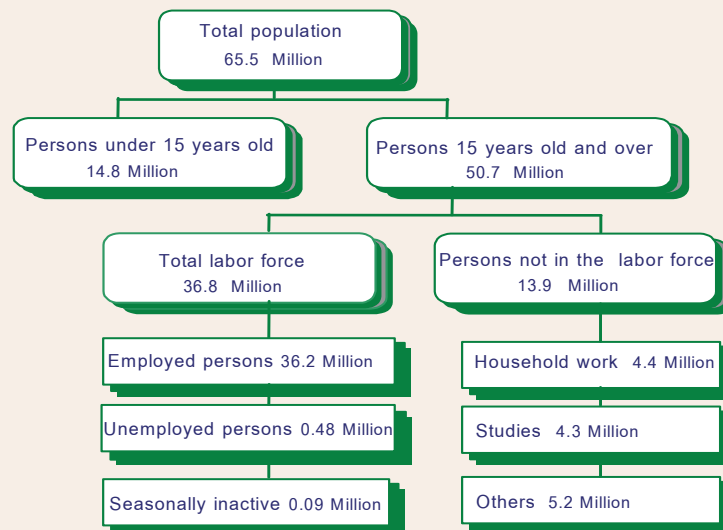 Total population
65.5 Million
Persons under 15 years old
14.8 Million
Persons 15 years old and over
50.7 Million
Total labor force
36.8 Million
Persons not in the labor force
13.9 Million
Employed persons 36.2 Million
Household work 4.4 Million
Unemployed persons 0.48 Million
Studies 4.3 Million
Seasonally inactive 0.09 Million
Others 5.2 Million